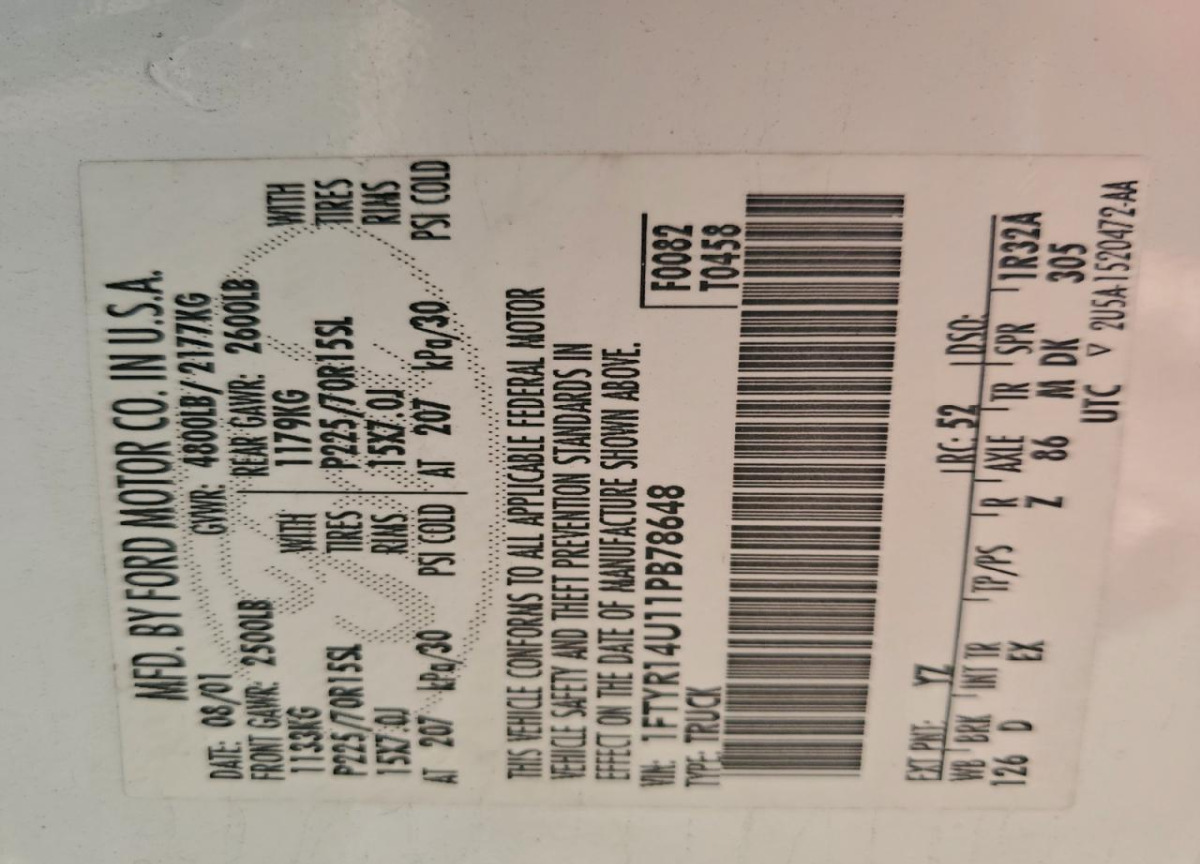 MFD. BY FORD MOTOR CO. IN U.S.A.
DATE: 08/01 GVWR: 4800LB/ 2177KG
FRONT GAWR: 2500LB REAR GAWR: 2600LB
1133KG WITH 1179KG WITH
P225/70R15SL TIRES P225/70R15SL TIRES
15X7.0J RIMS 15X7.0J RIMS
AT 207 kPa/30 PSI COLD AT 207 kPa/30 PSI COLD
THIS VEHICLE CONFORMS TO ALL APPLICABLE FEDERAL MOTOR
VEHICLE SAFETY AND THEFT PREVENTION STANDARDS IN
EFFECT ON THE DATE OF MANUFACTURE SHOWN ABOVE.
VIN: 1FTYR14U11PB78648 F0082
TYPE: TRUCK T0458
EXT PNT: YZ RC: 52 DSO:
WB BRK INT TR TP/PS R AXLE TR SPR 1R32A
126 D EX Z 86 M DK 305
UTC ▽ 2U5A-1520472-AA